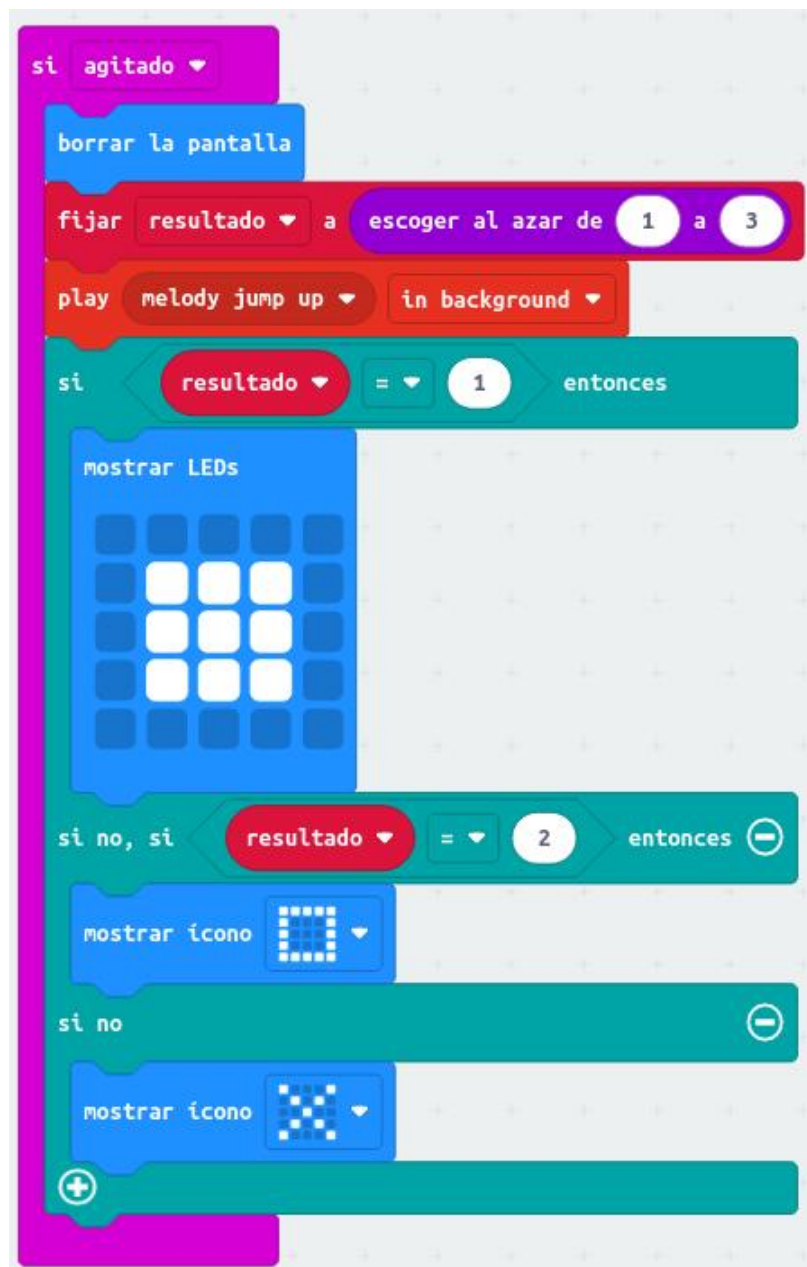 si agitado
borrar la pantalla
fijar resultado a escoger al azar de 1 a 3
play melody jump up in background
si resultado = 1 entonces
mostrar LEDs
si no, si resultado = 2 entonces
mostrar ícono
si no
mostrar ícono